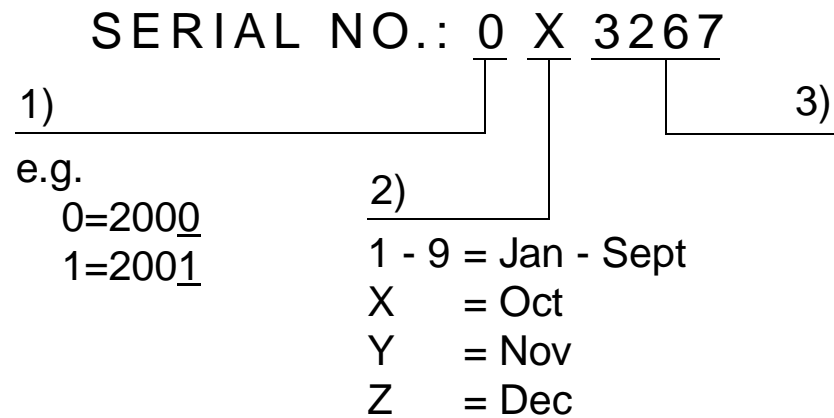 SERIAL NO.: 0 X 3267
1)
3)
e.g.
0=2000
1=2001
2)
1 - 9 = Jan - Sept
X = Oct
Y = Nov
Z = Dec